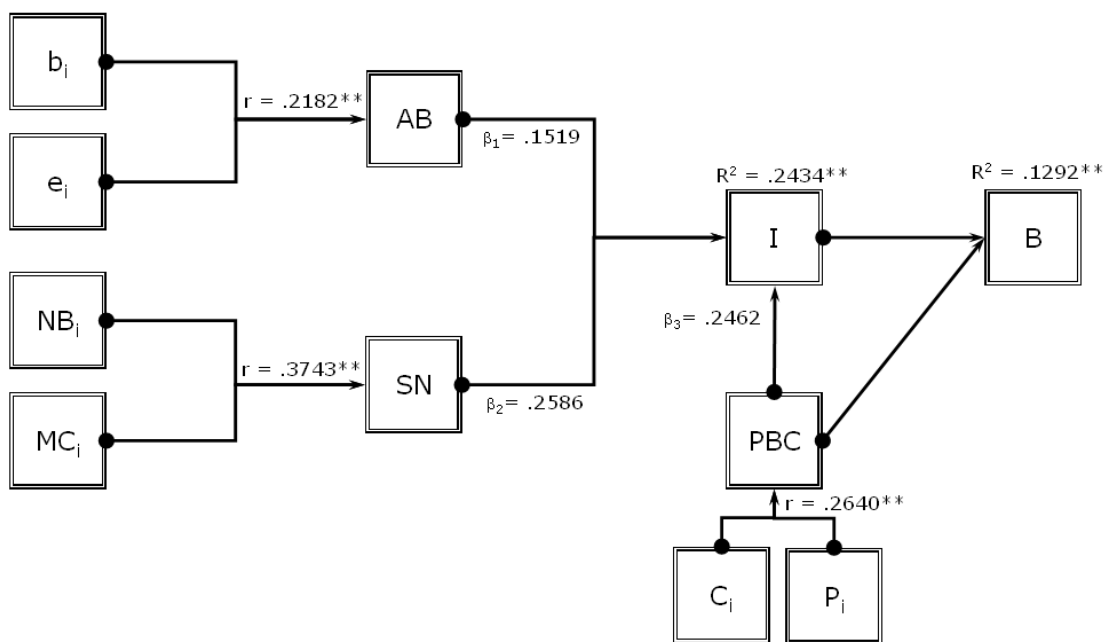 bᵢ
r = .2182**
AB
β₁= .1519
eᵢ
R² = .2434**
R² = .1292**
I
B
NBᵢ
β₃= .2462
r = .3743**
SN
β₂= .2586
MCᵢ
PBC
r = .2640**
Cᵢ
Pᵢ